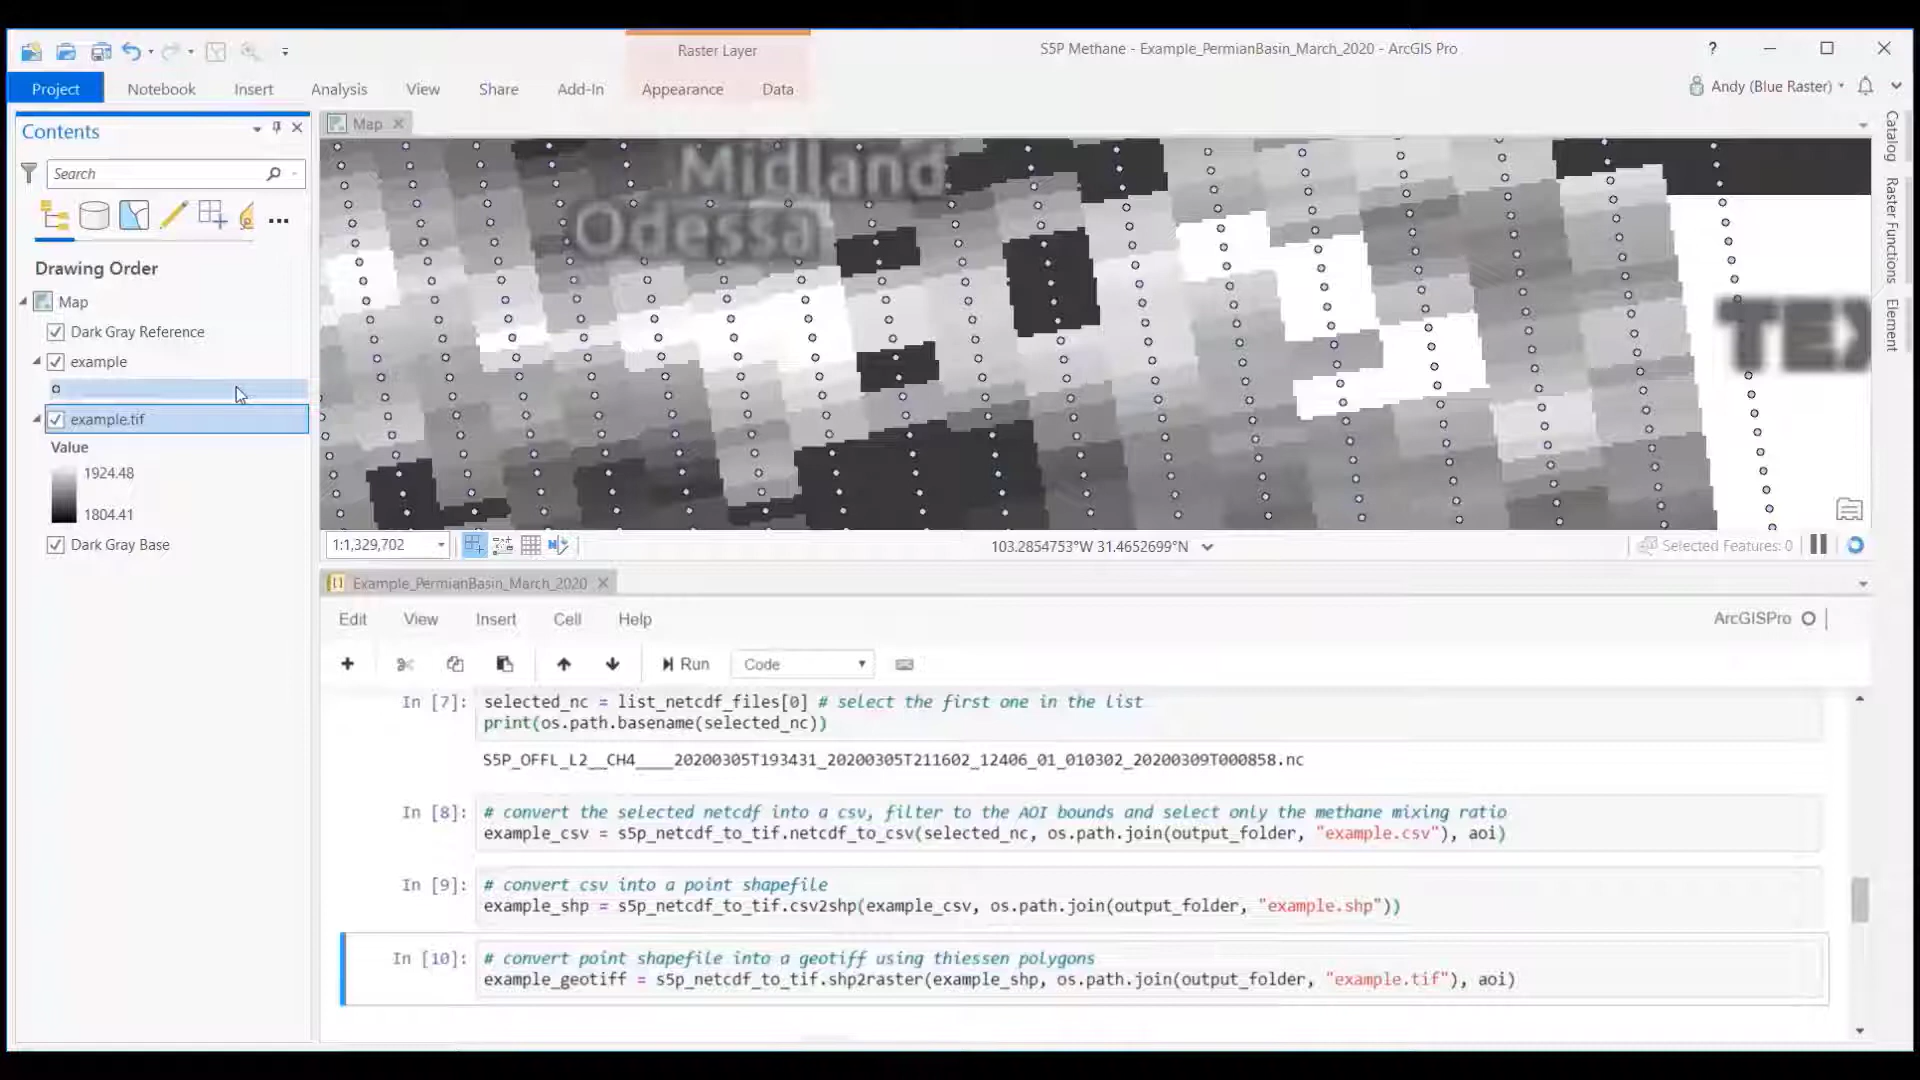 Raster Layer
S5P Methane - Example_PermianBasin_March_2020 - ArcGIS Pro
?
Project Notebook Insert Analysis View Share Add-In Appearance Data
Andy (Blue Raster)
Contents
Search
Drawing Order
Map
Dark Gray Reference
example
example.tif
Value
1924.48
1804.41
Dark Gray Base
Map
Midland
Odessa
TEX
1:1,329,702
103.2854753°W 31.4652699°N
Selected Features: 0
Catalog
Raster Functions
Element
Example_PermianBasin_March_2020
Edit View Insert Cell Help
ArcGISPro
Run Code
In [7]: selected_nc = list_netcdf_files[0] # select the first one in the list
print(os.path.basename(selected_nc))
S5P_OFFL_L2__CH4____20200305T193431_20200305T211602_12406_01_010302_20200309T000858.nc
In [8]: # convert the selected netcdf into a csv, filter to the AOI bounds and select only the methane mixing ratio
example_csv = s5p_netcdf_to_tif.netcdf_to_csv(selected_nc, os.path.join(output_folder, "example.csv"), aoi)
In [9]: # convert csv into a point shapefile
example_shp = s5p_netcdf_to_tif.csv2shp(example_csv, os.path.join(output_folder, "example.shp"))
In [10]: # convert point shapefile into a geotiff using thiessen polygons
example_geotiff = s5p_netcdf_to_tif.shp2raster(example_shp, os.path.join(output_folder, "example.tif"), aoi)